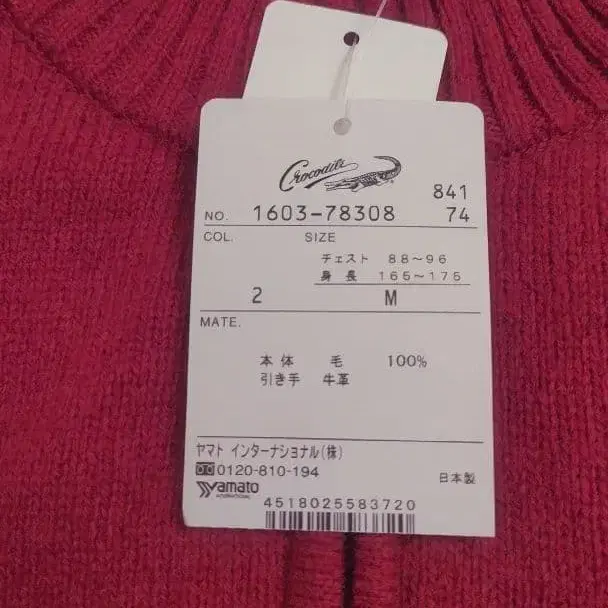 Crocodile
841
NO. 1603-78308 74
COL. SIZE
チェスト 88~96
身長 165~175
2 M
MATE.
本体 毛 100%
引き手 牛革
ヤマト インターナショナル(株)
0120-810-194
日本製
Yamato
INTERNATIONAL
4518025583720